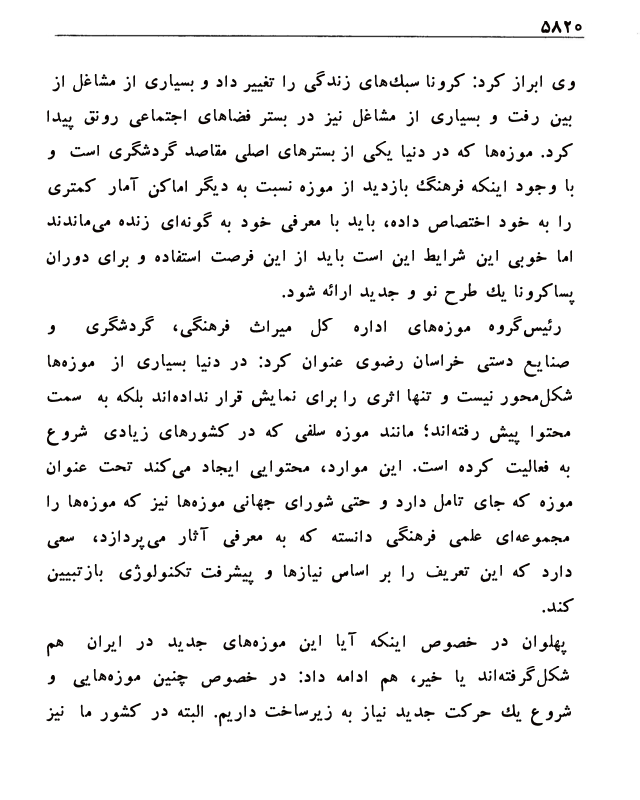 ۵۸۲۰
وی ابراز کرد: کرونا سبك‌های زندگی را تغییر داد و بسیاری از مشاغل از
بین رفت و بسیاری از مشاغل نیز در بستر فضاهای اجتماعی رونق پیدا
کرد. موزه‌ها که در دنیا یکی از بسترهای اصلی مقاصد گردشگری است و
با وجود اینکه فرهنگ بازدید از موزه نسبت به دیگر اماکن آمار کمتری
را به خود اختصاص داده، باید با معرفی خود به گونه‌ای زنده می‌ماندند
اما خوبی این شرایط این است باید از این فرصت استفاده و برای دوران
پساکرونا یك طرح نو و جدید ارائه شود.
رئیس‌گروه موزه‌های اداره کل میراث فرهنگی، گردشگری و
صنایع دستی خراسان رضوی عنوان کرد: در دنیا بسیاری از موزه‌ها
شکل‌محور نیست و تنها اثری را برای نمایش قرار نداده‌اند بلکه به سمت
محتوا پیش رفته‌اند؛ مانند موزه سلفی که در کشورهای زیادی شروع
به فعالیت کرده است. این موارد، محتوایی ایجاد می‌کند تحت عنوان
موزه که جای تامل دارد و حتی شورای جهانی موزه‌ها نیز که موزه‌ها را
مجموعه‌ای علمی فرهنگی دانسته که به معرفی آثار می‌پردازد، سعی
دارد که این تعریف را بر اساس نیازها و پیشرفت تکنولوژی بازتبیین
کند.
پهلوان در خصوص اینکه آیا این موزه‌های جدید در ایران هم
شکل‌گرفته‌اند یا خیر، هم ادامه داد: در خصوص چنین موزه‌هایی و
شروع یك حرکت جدید نیاز به زیرساخت داریم. البته در کشور ما نیز